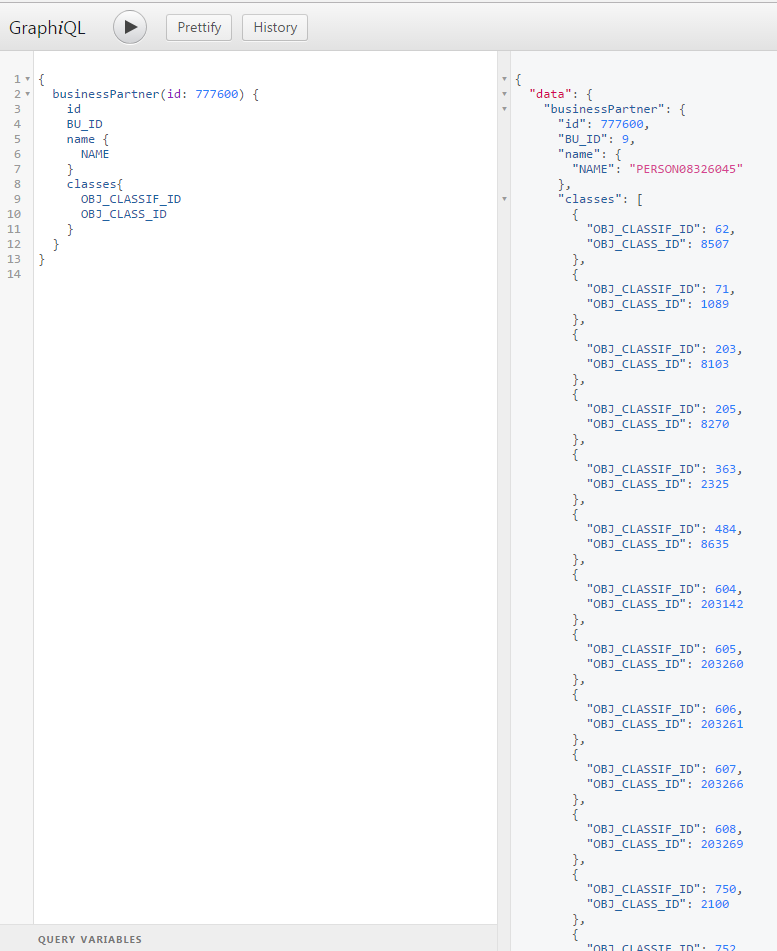 GraphiQL
Prettify
History
1 {
2 businessPartner(id: 777600) {
3 id
4 BU_ID
5 name {
6 NAME
7 }
8 classes{
9 OBJ_CLASSIF_ID
10 OBJ_CLASS_ID
11 }
12 }
13 }
14
QUERY VARIABLES
{
"data": {
"businessPartner": {
"id": 777600,
"BU_ID": 9,
"name": {
"NAME": "PERSON08326045"
},
"classes": [
{
"OBJ_CLASSIF_ID": 62,
"OBJ_CLASS_ID": 8507
},
{
"OBJ_CLASSIF_ID": 71,
"OBJ_CLASS_ID": 1089
},
{
"OBJ_CLASSIF_ID": 203,
"OBJ_CLASS_ID": 8103
},
{
"OBJ_CLASSIF_ID": 205,
"OBJ_CLASS_ID": 8270
},
{
"OBJ_CLASSIF_ID": 363,
"OBJ_CLASS_ID": 2325
},
{
"OBJ_CLASSIF_ID": 484,
"OBJ_CLASS_ID": 8635
},
{
"OBJ_CLASSIF_ID": 604,
"OBJ_CLASS_ID": 203142
},
{
"OBJ_CLASSIF_ID": 605,
"OBJ_CLASS_ID": 203260
},
{
"OBJ_CLASSIF_ID": 606,
"OBJ_CLASS_ID": 203261
},
{
"OBJ_CLASSIF_ID": 607,
"OBJ_CLASS_ID": 203266
},
{
"OBJ_CLASSIF_ID": 608,
"OBJ_CLASS_ID": 203269
},
{
"OBJ_CLASSIF_ID": 750,
"OBJ_CLASS_ID": 2100
},
{
"OBJ_CLASSIF_ID": 752,